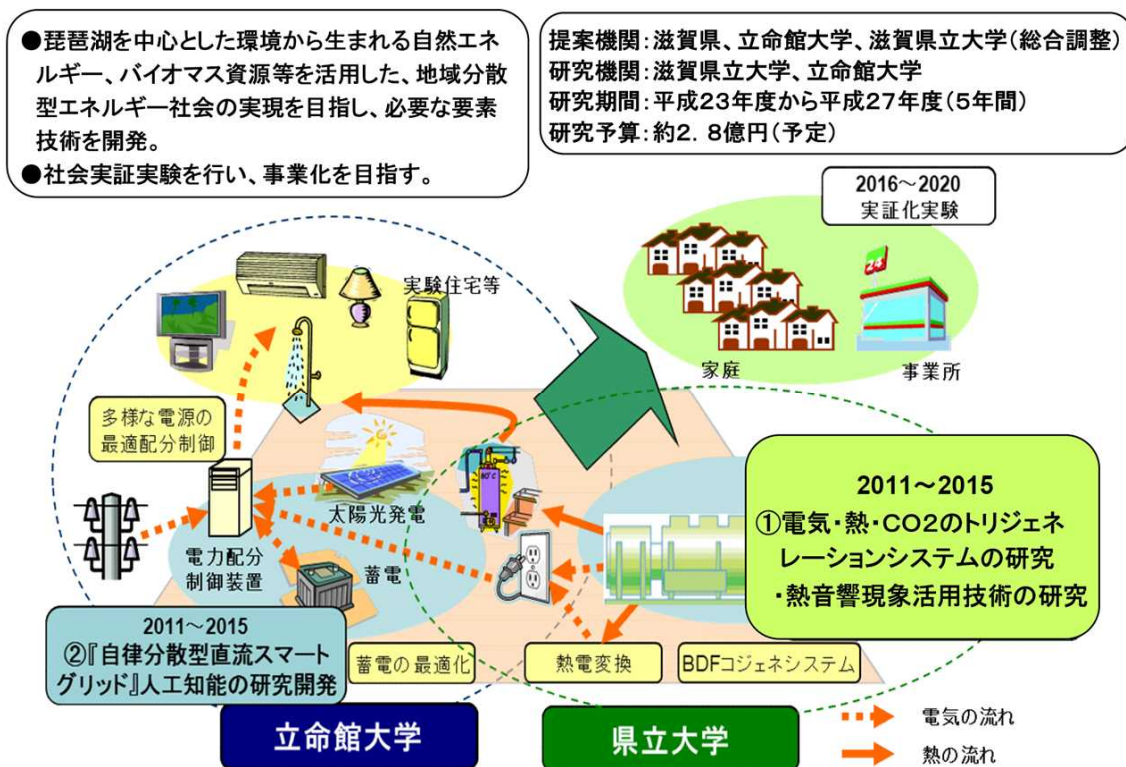 ●琵琶湖を中心とした環境から生まれる自然エネ
ルギー、バイオマス資源等を活用した、地域分散
型エネルギー社会の実現を目指し、必要な要素
技術を開発。
●社会実証実験を行い、事業化を目指す。
提案機関：滋賀県、立命館大学、滋賀県立大学（総合調整）
研究機関：滋賀県立大学、立命館大学
研究期間：平成２３年度から平成２７年度（５年間）
研究予算：約２．８億円（予定）
2016～2020
実証化実験
実験住宅等
家庭
事業所
多様な電源の
最適配分制御
太陽光発電
電力配分
制御装置
蓄電
80℃
2011～2015
①電気・熱・CO2のトリジェネ
レーションシステムの研究
・熱音響現象活用技術の研究
2011～2015
②『自律分散型直流スマート
グリッド』人工知能の研究開発
蓄電の最適化
熱電変換
BDFコジェネシステム
立命館大学
県立大学
電気の流れ
熱の流れ